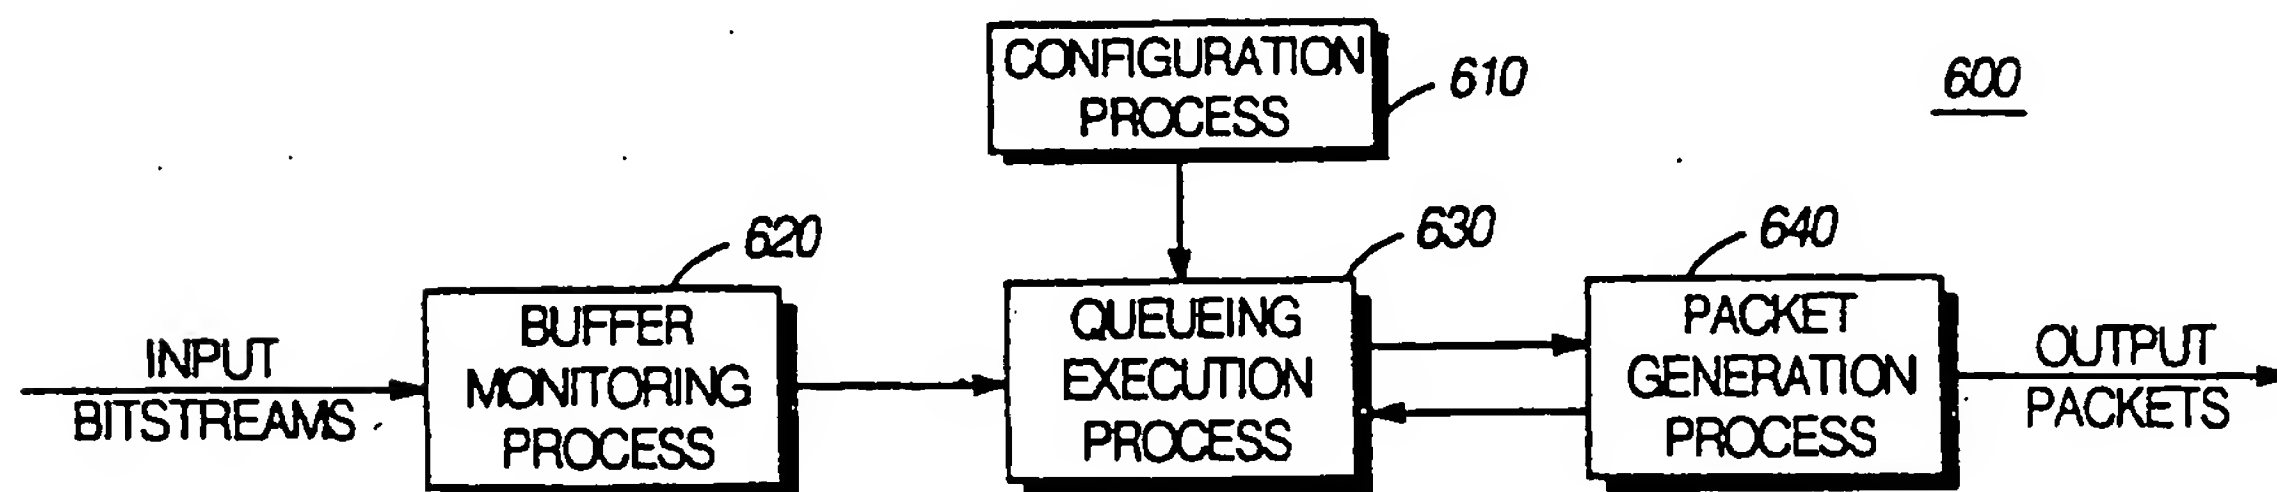 CONFIGURATION
PROCESS
610
600
620
630
640
INPUT
BITSTREAMS
BUFFER
MONITORING
PROCESS
QUEUEING
EXECUTION
PROCESS
PACKET
GENERATION
PROCESS
OUTPUT
PACKETS